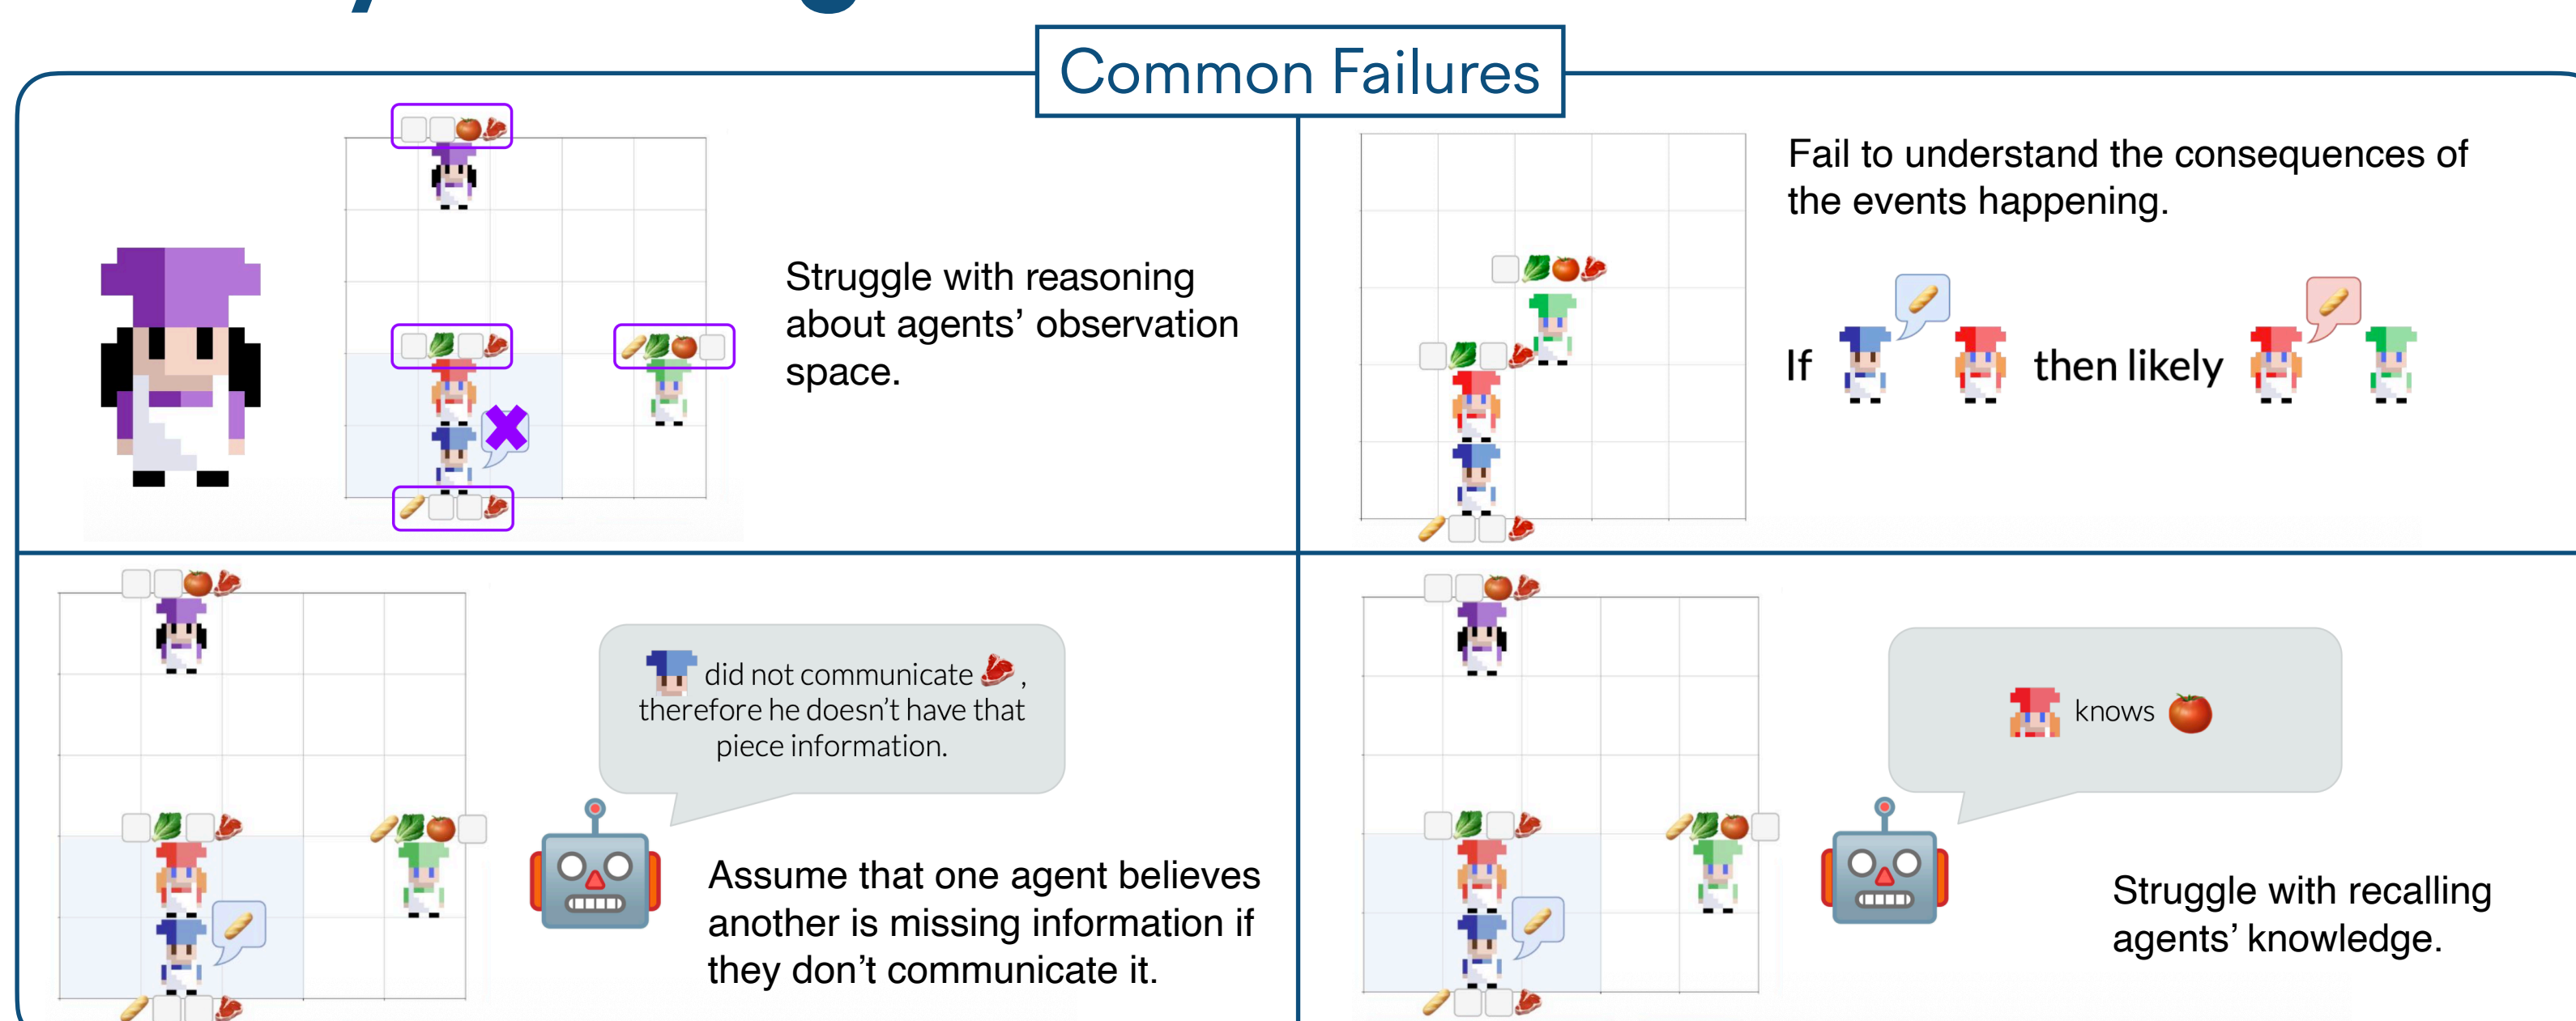 Common Failures
Struggle with reasoning
about agents' observation
space.
Fail to understand the consequences of
the events happening.
If then likely
did not communicate ,
therefore he doesn't have that
piece information.
Assume that one agent believes
another is missing information if
they don't communicate it.
knows
Struggle with recalling
agents' knowledge.